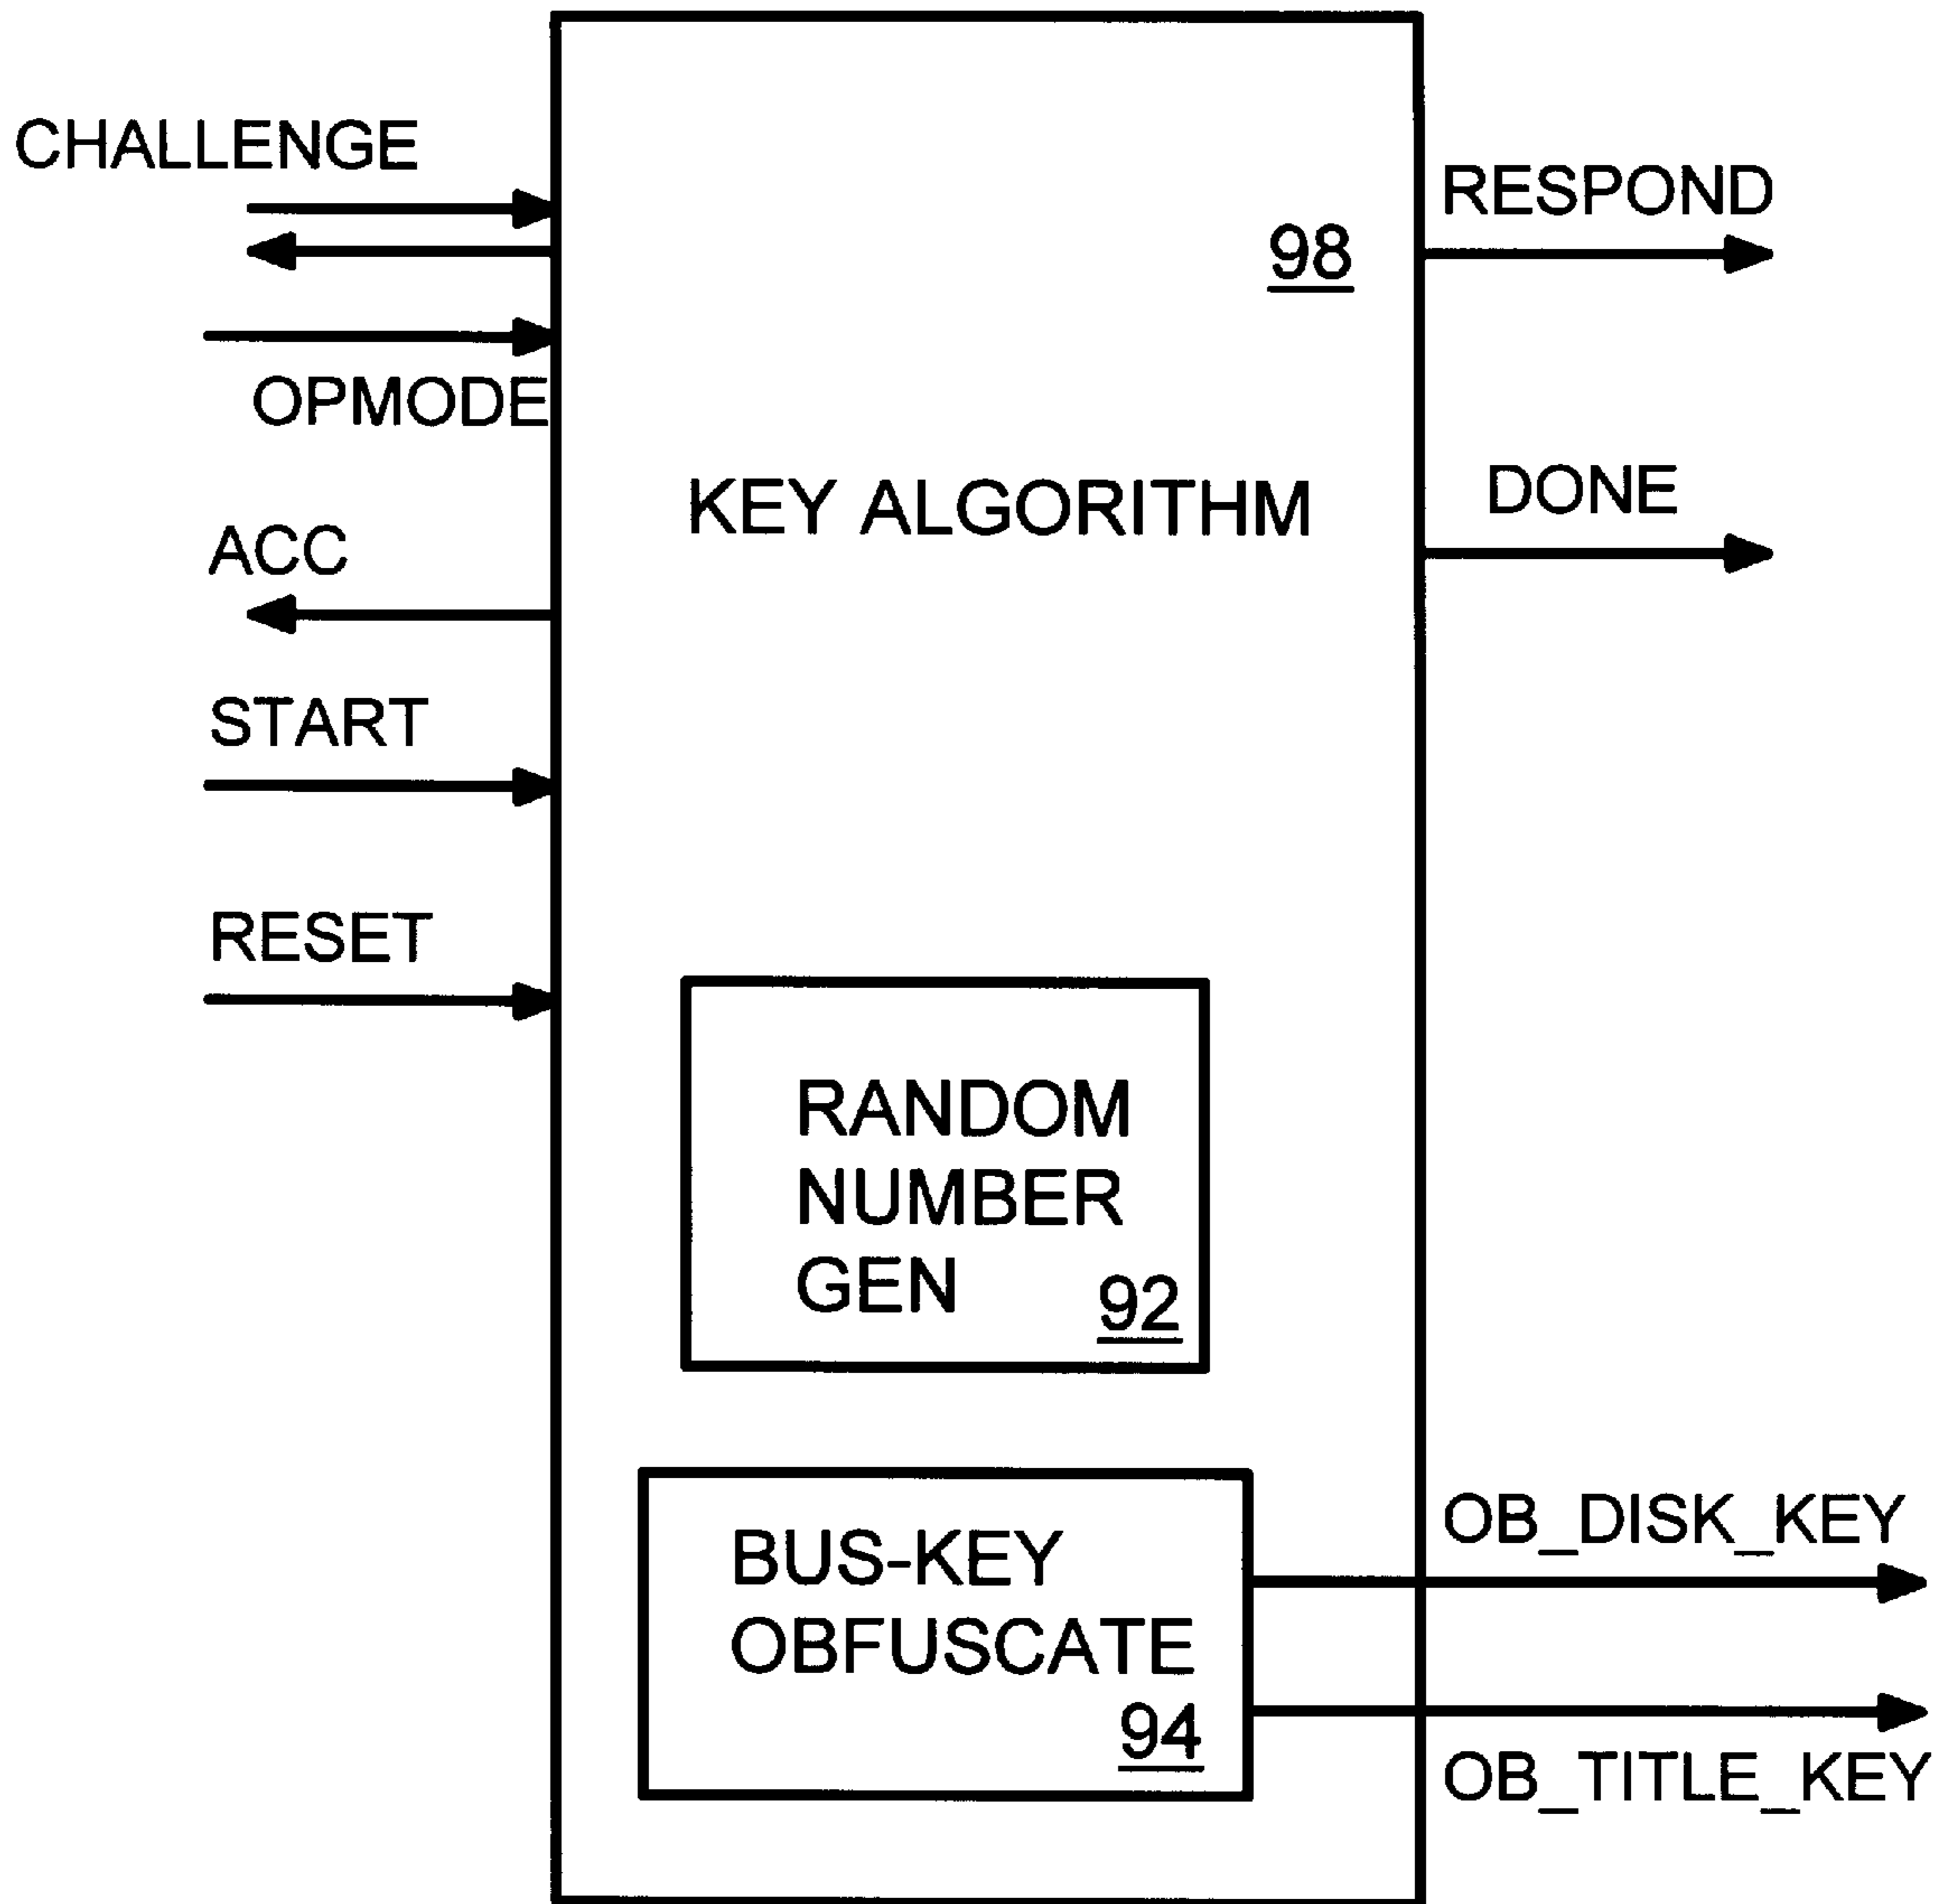 CHALLENGE
RESPOND
98
OPMODE
KEY ALGORITHM
DONE
ACC
START
RESET
RANDOM
NUMBER
GEN
92
BUS-KEY
OBFUSCATE
94
OB_DISK_KEY
OB_TITLE_KEY